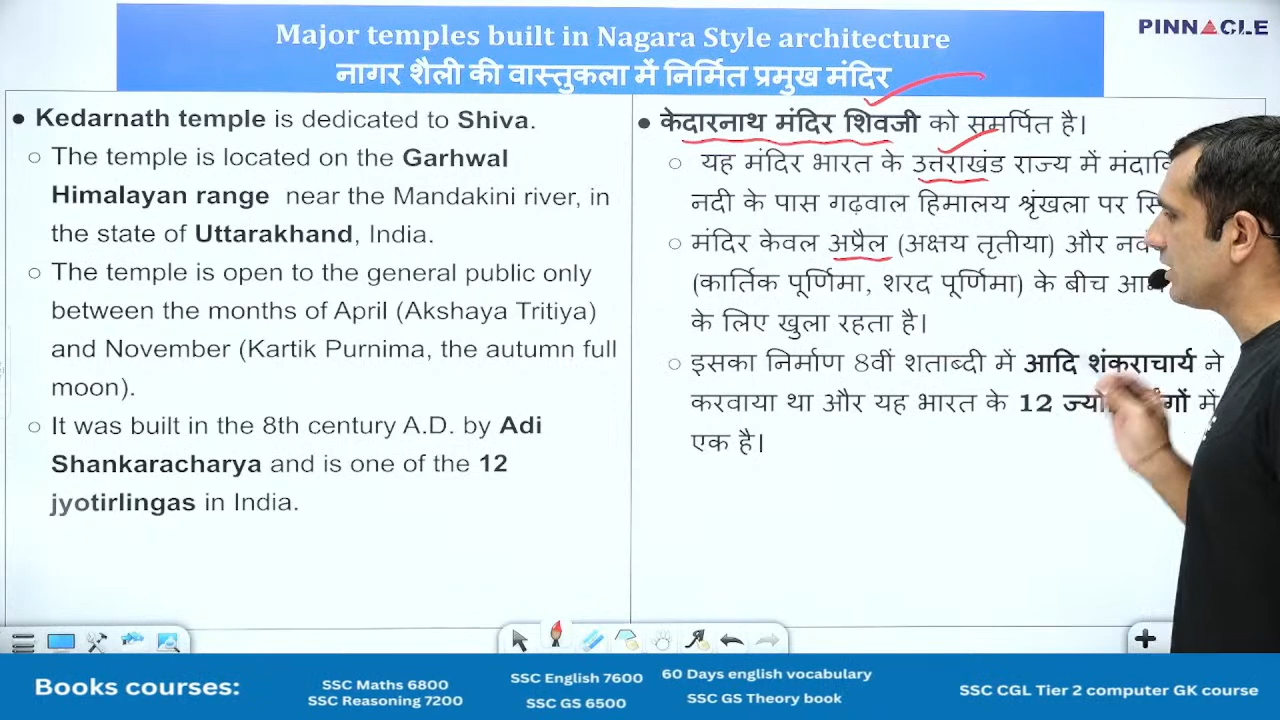 Major temples built in Nagara Style architecture
नागर शैली की वास्तुकला में निर्मित प्रमुख मंदिर
PINNACLE
● Kedarnath temple is dedicated to Shiva.
○ The temple is located on the Garhwal
Himalayan range near the Mandakini river, in
the state of Uttarakhand, India.
○ The temple is open to the general public only
between the months of April (Akshaya Tritiya)
and November (Kartik Purnima, the autumn full
moon).
○ It was built in the 8th century A.D. by Adi
Shankaracharya and is one of the 12
jyotirlingas in India.
● केदारनाथ मंदिर शिवजी को समर्पित है।
○ यह मंदिर भारत के उत्तराखंड राज्य में
नदी के पास गढ़वाल हिमालय श्रृंखला पर
○ मंदिर केवल अप्रैल (अक्षय तृतीया) और
(कार्तिक पूर्णिमा, शरद पूर्णिमा) के बीच
के लिए खुला रहता है।
○ इसका निर्माण 8वीं शताब्दी में आदि शंकराचार्य ने
करवाया था और यह भारत के 12 में
एक है।
Books courses:
SSC Maths 6800
SSC Reasoning 7200
SSC English 7600
SSC GS 6500
60 Days english vocabulary
SSC GS Theory book
SSC CGL Tier 2 computer GK course